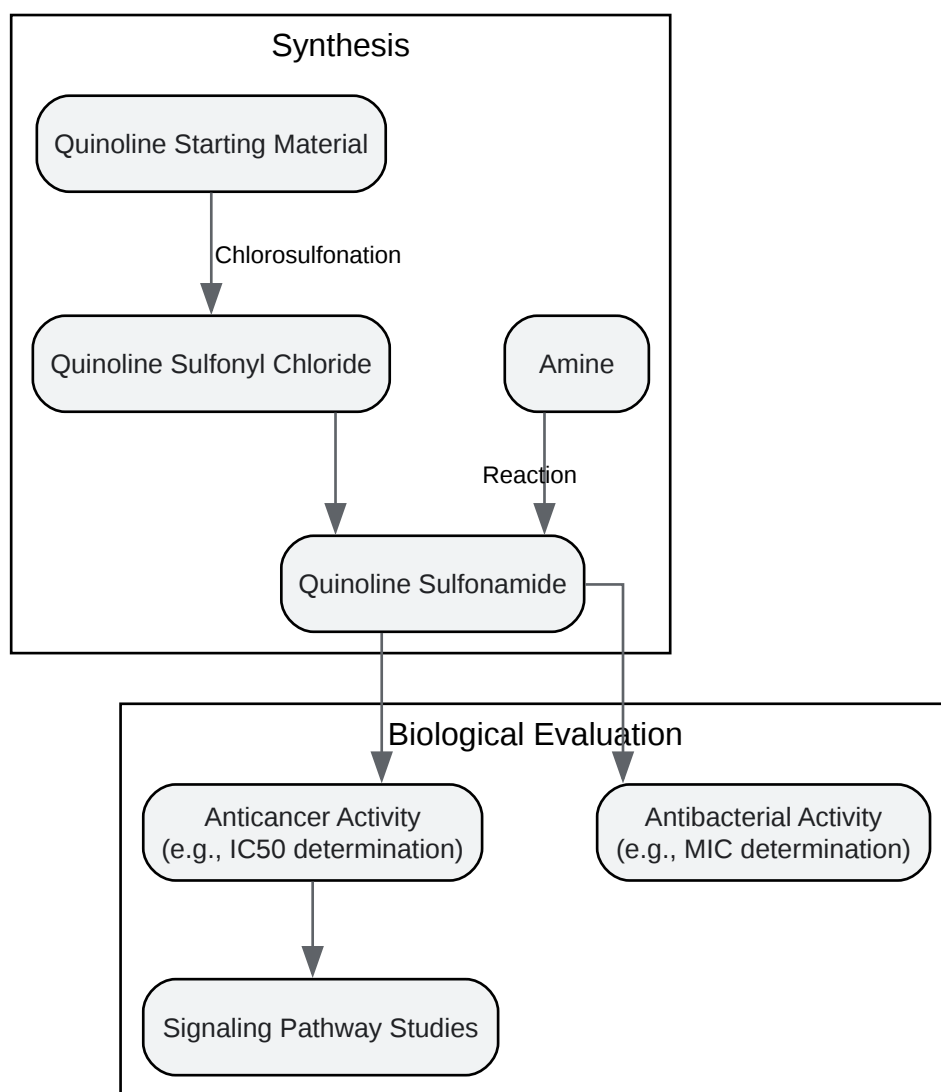 Synthesis
Quinoline Starting Material
Chlorosulfonation
Quinoline Sulfonyl Chloride
Amine
Reaction
Quinoline Sulfonamide
Biological Evaluation
Anticancer Activity
(e.g., IC50 determination)
Antibacterial Activity
(e.g., MIC determination)
Signaling Pathway Studies